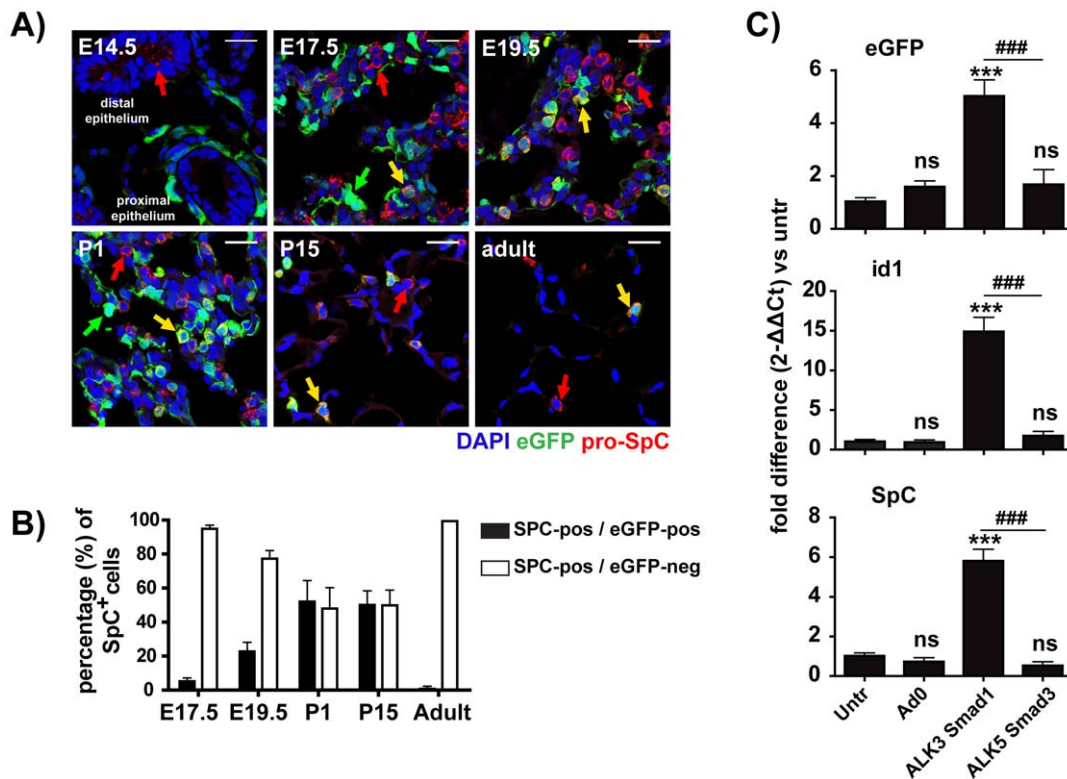 A)
E14.5
distal
epithelium
proximal
epithelium
E17.5
E19.5
P1
P15
adult
DAPI eGFP pro-SpC
B)
percentage (%) of
SpC+cells
100
80
60
40
20
0
E17.5
E19.5
P1
P15
Adult
SPC-pos / eGFP-pos
SPC-pos / eGFP-neg
C)
fold difference (2-ΔΔCt) vs untr
eGFP
6
4
2
0
ns
***
###
ns
id1
20
15
10
5
0
ns
***
###
ns
SpC
8
6
4
2
0
ns
***
###
ns
Untr
Ad0
ALK3 Smad1
ALK5 Smad3